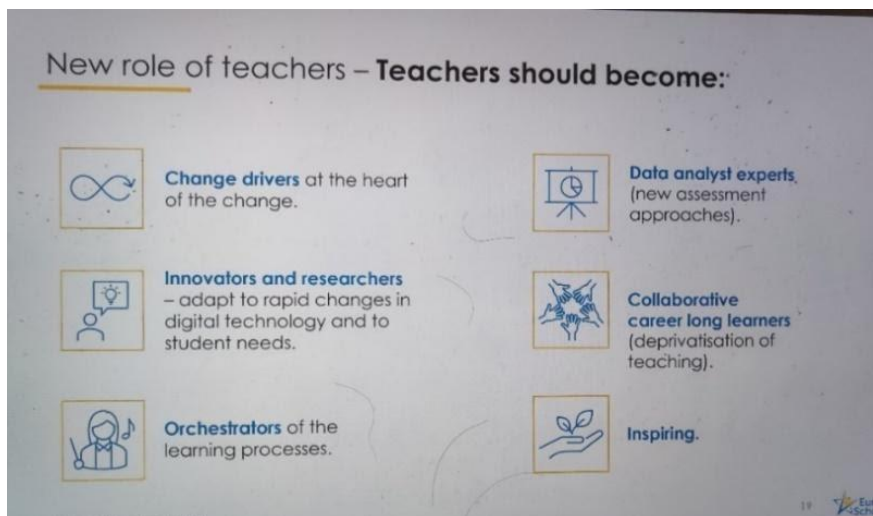 New role of teachers – Teachers should become:
Change drivers at the heart
of the change.
Innovators and researchers
– adapt to rapid changes in
digital technology and to
student needs.
Orchestrators of the
learning processes.
Data analyst experts
(new assessment
approaches).
Collaborative
career long learners
(deprivatisation of
teaching).
Inspiring.
19